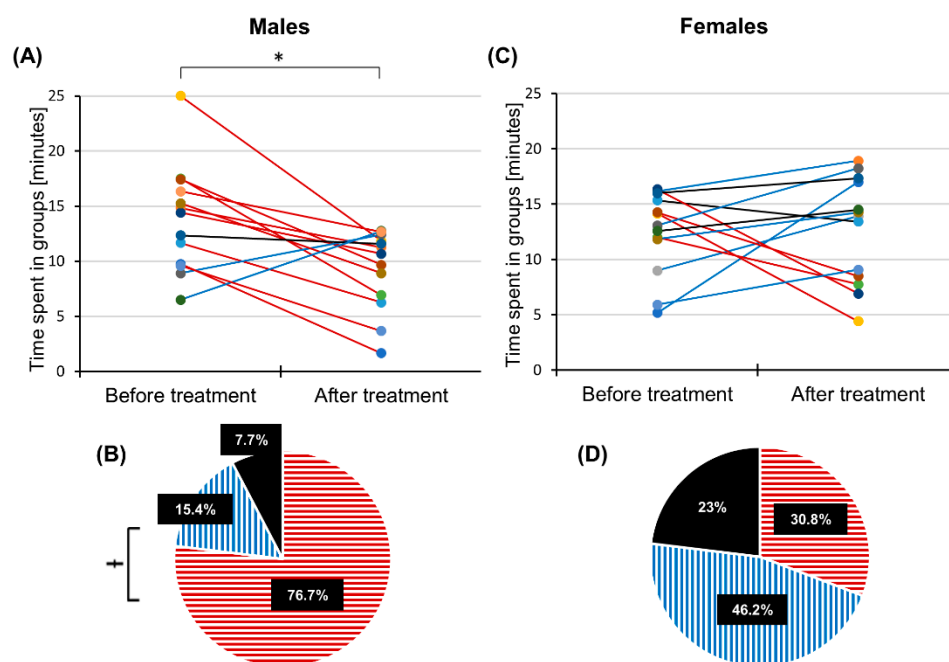 Males
Females
(A)
*
(C)
Time spent in groups [minutes]
25
20
15
10
5
0
Before treatment
After treatment
Time spent in groups [minutes]
25
20
15
10
5
0
Before treatment
After treatment
(B)
7.7%
15.4%
ⱡ
76.7%
(D)
23%
30.8%
46.2%